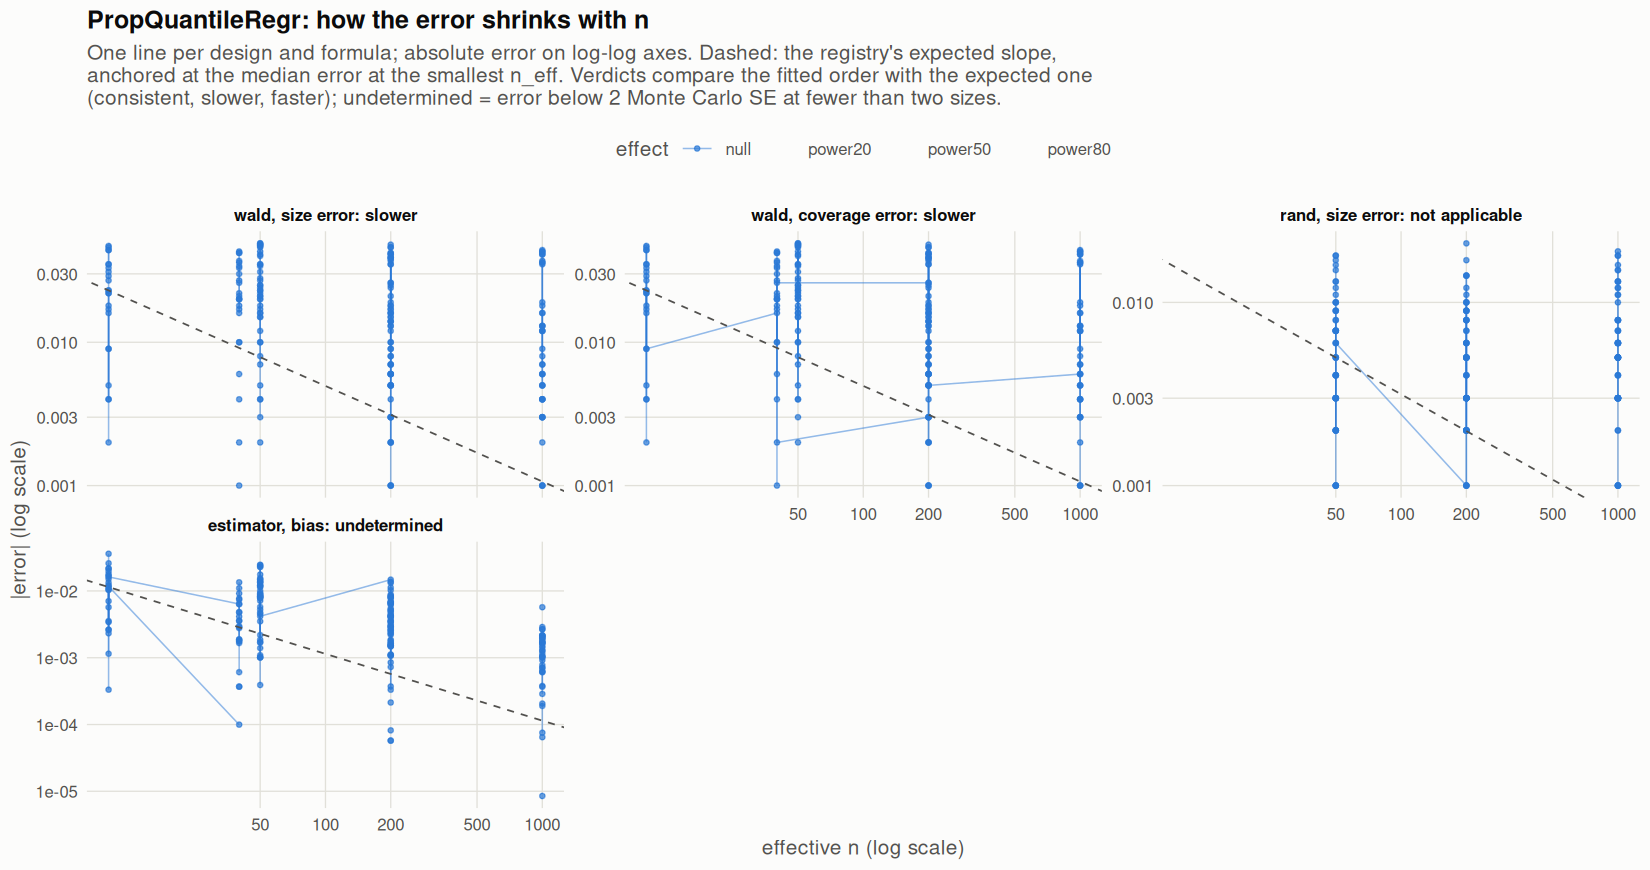 PropQuantileRegr: how the error shrinks with n
One line per design and formula; absolute error on log-log axes. Dashed: the registry's expected slope,
anchored at the median error at the smallest n_eff. Verdicts compare the fitted order with the expected one
(consistent, slower, faster); undetermined = error below 2 Monte Carlo SE at fewer than two sizes.
effect null power20 power50 power80
wald, size error: slower
0.030
0.010
0.003
0.001
wald, coverage error: slower
0.030
0.010
0.003
0.001
50 100 200 500 1000
rand, size error: not applicable
0.010
0.003
0.001
50 100 200 500 1000
estimator, bias: undetermined
1e-02
1e-03
1e-04
1e-05
50 100 200 500 1000
|error| (log scale)
effective n (log scale)